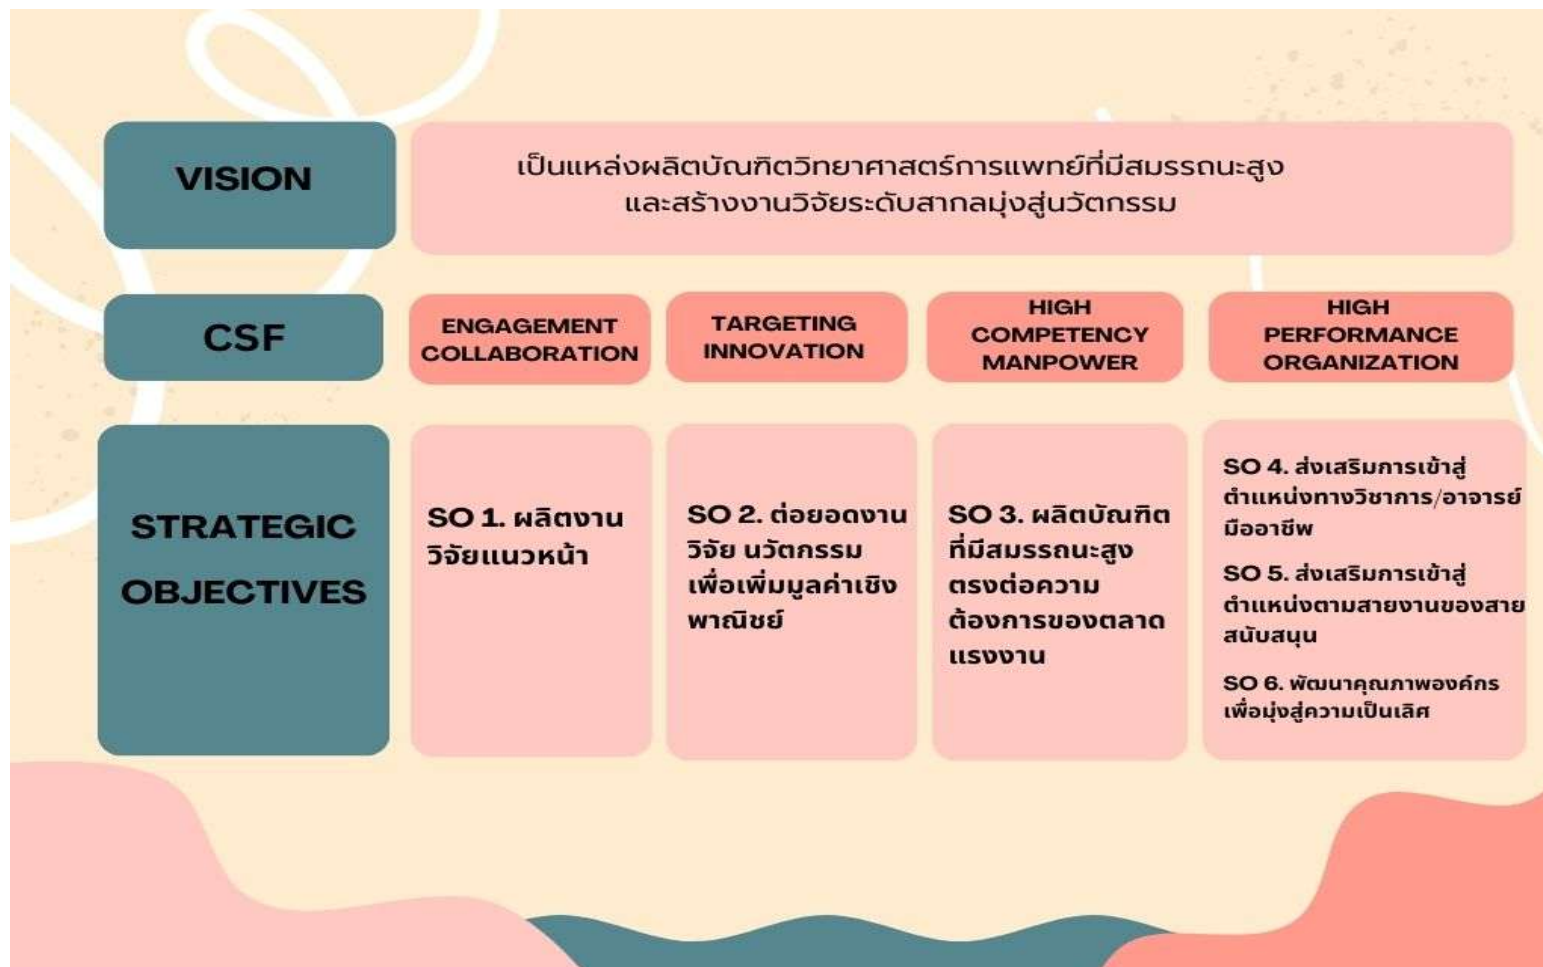 VISION
เป็นแหล่งผลิตบัณฑิตวิทยาศาสตร์การแพทย์ที่มีสมรรถนะสูง
และสร้างงานวิจัยระดับสากลมุ่งสู่นวัตกรรม
CSF
ENGAGEMENT
COLLABORATION
TARGETING
INNOVATION
HIGH
COMPETENCY
MANPOWER
HIGH
PERFORMANCE
ORGANIZATION
STRATEGIC
OBJECTIVES
SO 1. ผลิตงาน
วิจัยแนวหน้า
SO 2. ต่อยอดงาน
วิจัย นวัตกรรม
เพื่อเพิ่มมูลค่าเชิง
พาณิชย์
SO 3. ผลิตบัณฑิต
ที่มีสมรรถนะสูง
ตรงต่อความ
ต้องการของตลาด
แรงงาน
SO 4. ส่งเสริมการเข้าสู่
ตำแหน่งทางวิชาการ/อาจารย์
มืออาชีพ
SO 5. ส่งเสริมการเข้าสู่
ตำแหน่งตามสายงานของสาย
สนับสนุน
SO 6. พัฒนาคุณภาพองค์กร
เพื่อมุ่งสู่ความเป็นเลิศ